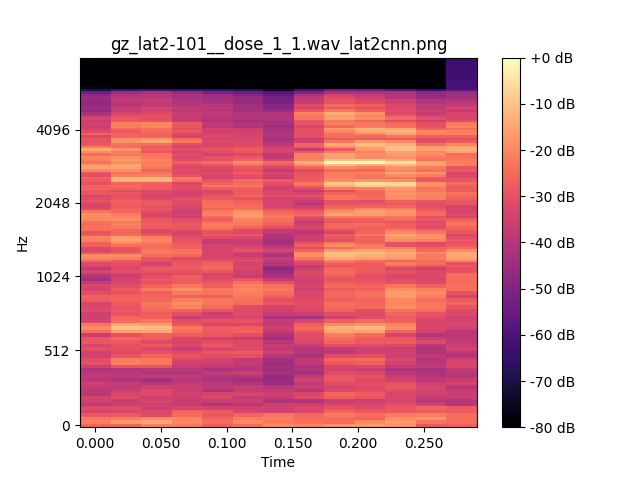 gz_lat2-101__dose_1_1.wav_lat2cnn.png
Hz
4096
2048
1024
512
0
0.000 0.050 0.100 0.150 0.200 0.250
Time
+0 dB
-10 dB
-20 dB
-30 dB
-40 dB
-50 dB
-60 dB
-70 dB
-80 dB